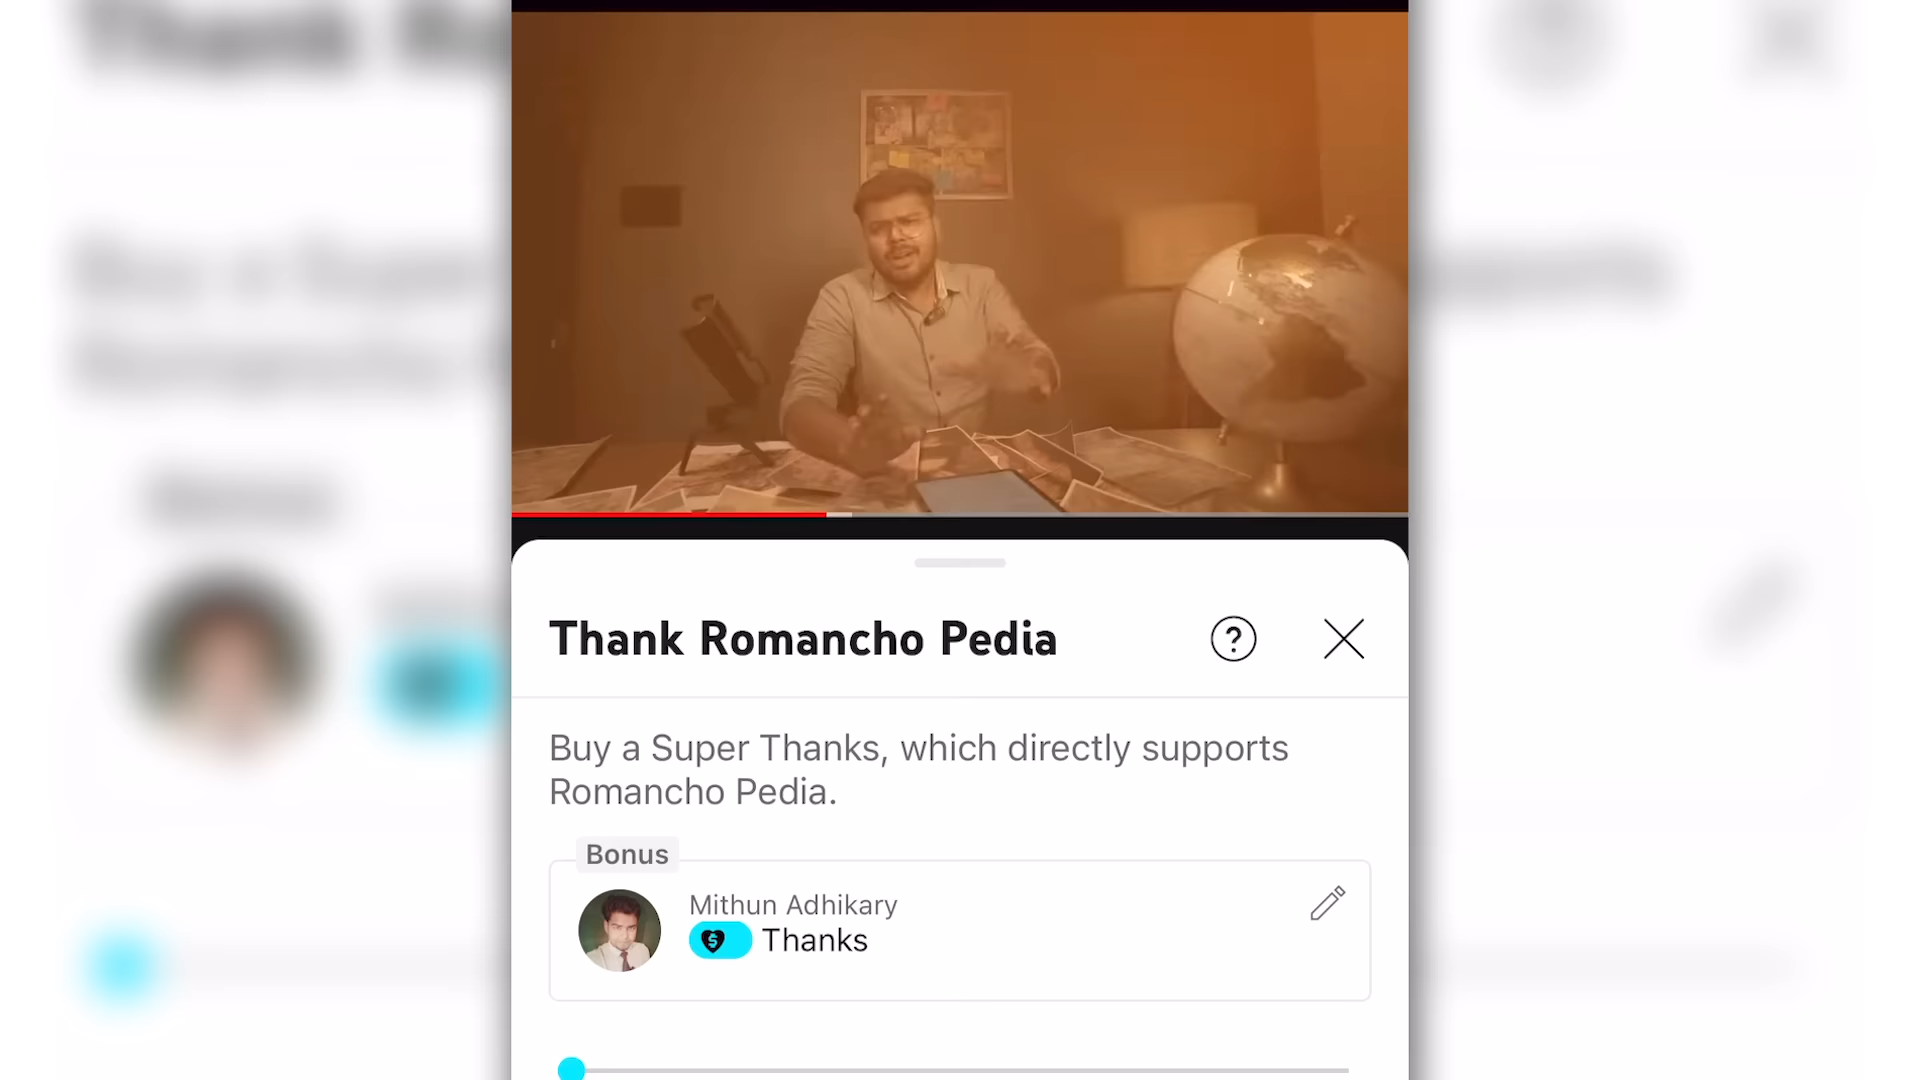 Thank Romancho Pedia
Buy a Super Thanks, which directly supports
Romancho Pedia.
Bonus
Mithun Adhikary
Thanks